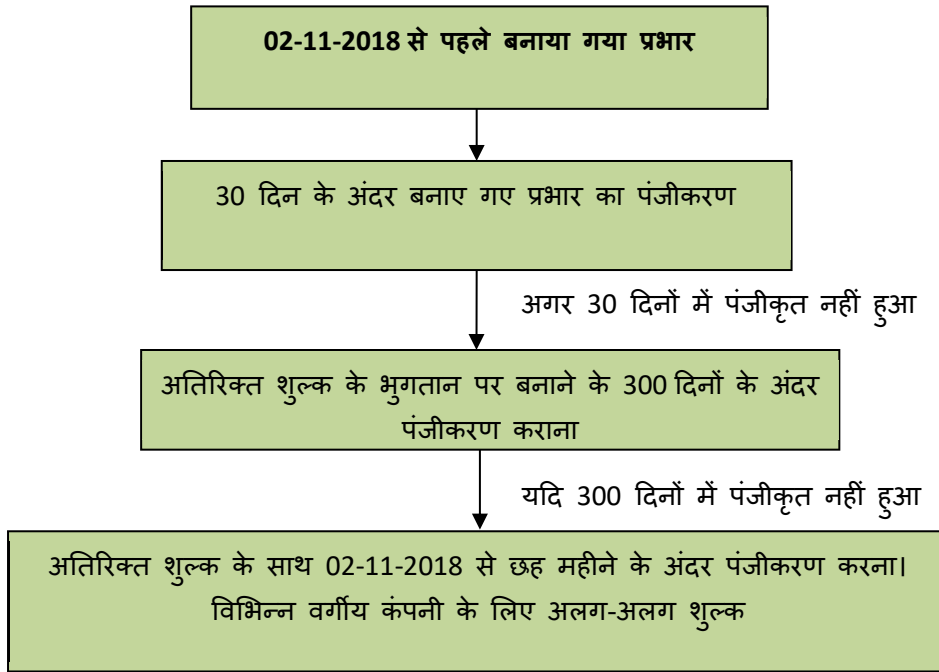 02-11-2018 से पहले बनाया गया प्रभार
30 दिन के अंदर बनाए गए प्रभार का पंजीकरण
अगर 30 दिनों में पंजीकृत नहीं हुआ
अतिरिक्त शुल्क के भुगतान पर बनाने के 300 दिनों के अंदर
पंजीकरण कराना
यदि 300 दिनों में पंजीकृत नहीं हुआ
अतिरिक्त शुल्क के साथ 02-11-2018 से छह महीने के अंदर पंजीकरण करना।
विभिन्न वर्गीय कंपनी के लिए अलग-अलग शुल्क